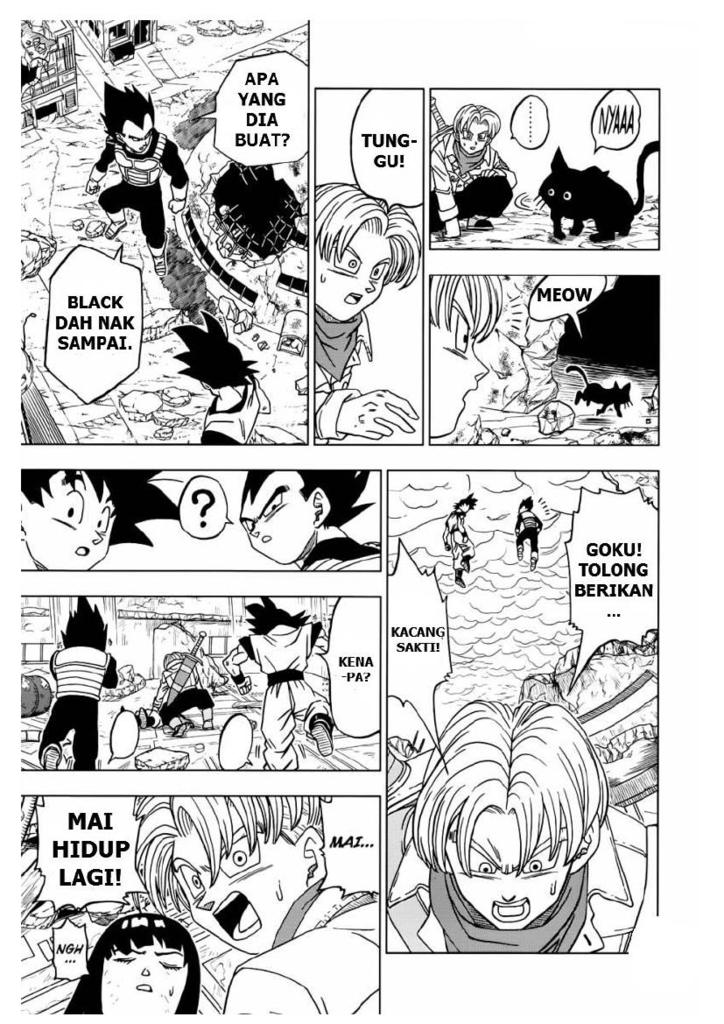 NYAAA
........
MEOW
TUNG-
GU!
APA
YANG
DIA
BUAT?
BLACK
DAH NAK
SAMPAI.
GOKU!
TOLONG
BERIKAN
...
KACANG
SAKTI!
?
KENA
-PA?
MAI...
MAI
HIDUP
LAGI!
NGH
...